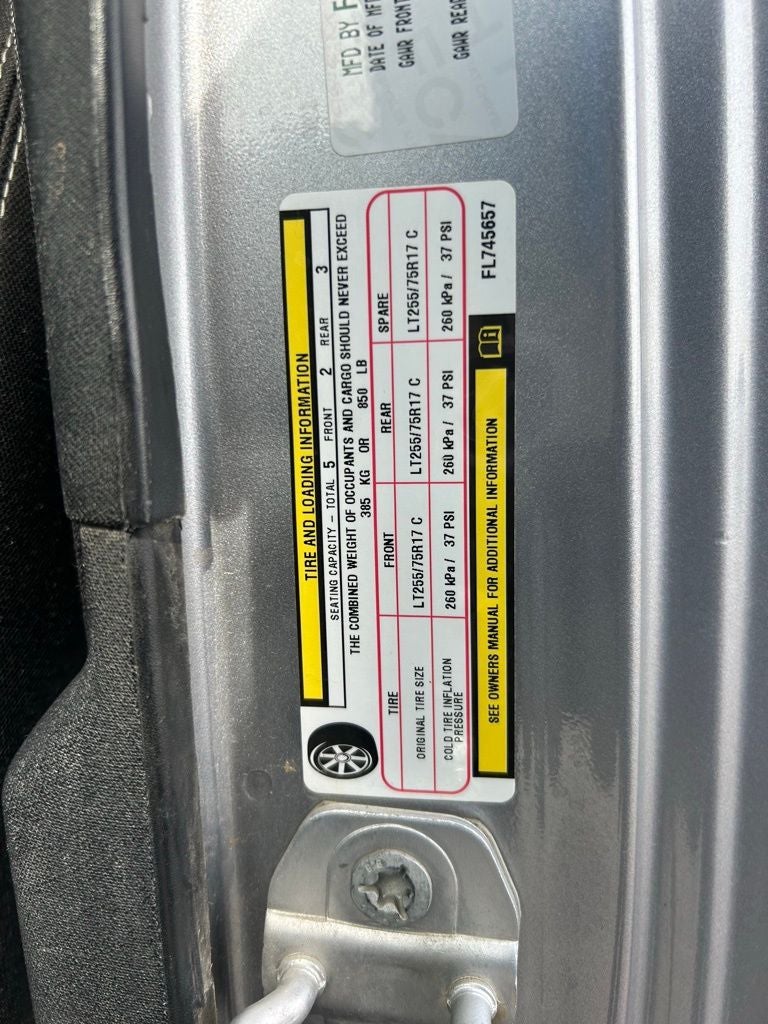 MFD BY F
DATE OF MF
GAWR FRONT
GAWR REAR
TIRE AND LOADING INFORMATION
SEATING CAPACITY – TOTAL 5 FRONT 2 REAR 3
THE COMBINED WEIGHT OF OCCUPANTS AND CARGO SHOULD NEVER EXCEED
385 KG OR 850 LB
TIRE FRONT REAR SPARE
ORIGINAL TIRE SIZE LT255/75R17 C LT255/75R17 C LT255/75R17 C
COLD TIRE INFLATION
PRESSURE 260 kPa / 37 PSI 260 kPa / 37 PSI 260 kPa / 37 PSI
SEE OWNERS MANUAL FOR ADDITIONAL INFORMATION
FL745657